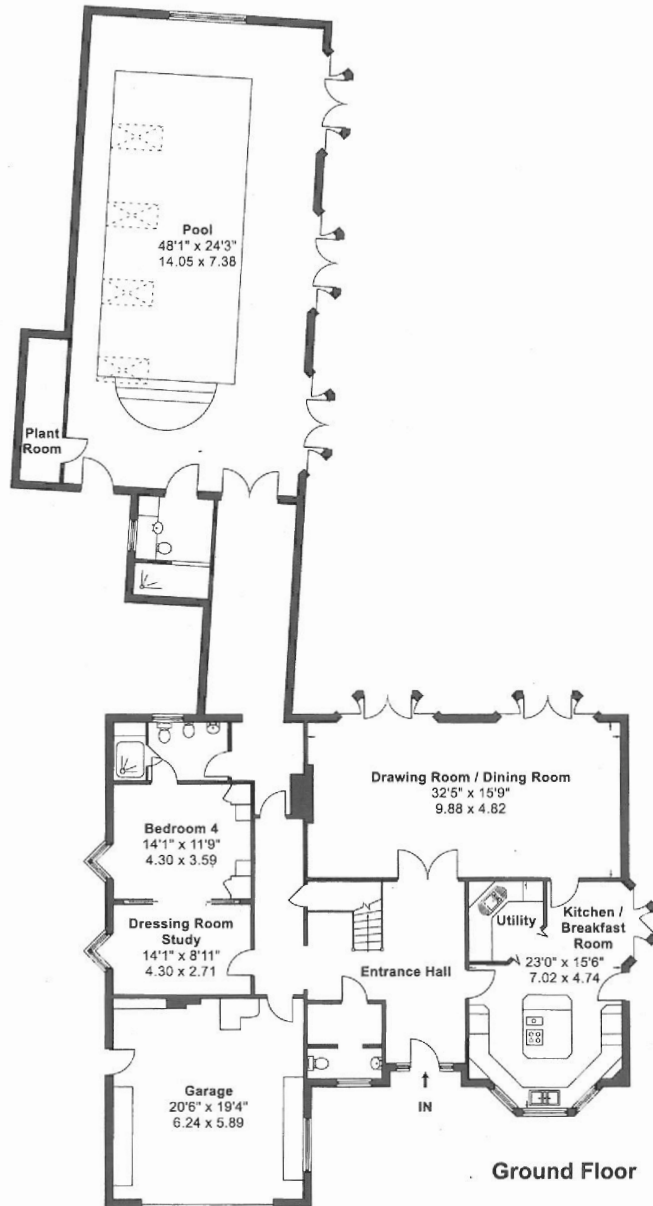 Pool
48'1" x 24'3"
14.05 x 7.38
Plant
Room
Drawing Room / Dining Room
32'5" x 15'9"
9.88 x 4.82
Bedroom 4
14'1" x 11'9"
4.30 x 3.59
Utility
Kitchen /
Breakfast
Room
23'0" x 15'6"
7.02 x 4.74
Dressing Room
Study
14'1" x 8'11"
4.30 x 2.71
Entrance Hall
Garage
20'6" x 19'4"
6.24 x 5.89
IN
Ground Floor